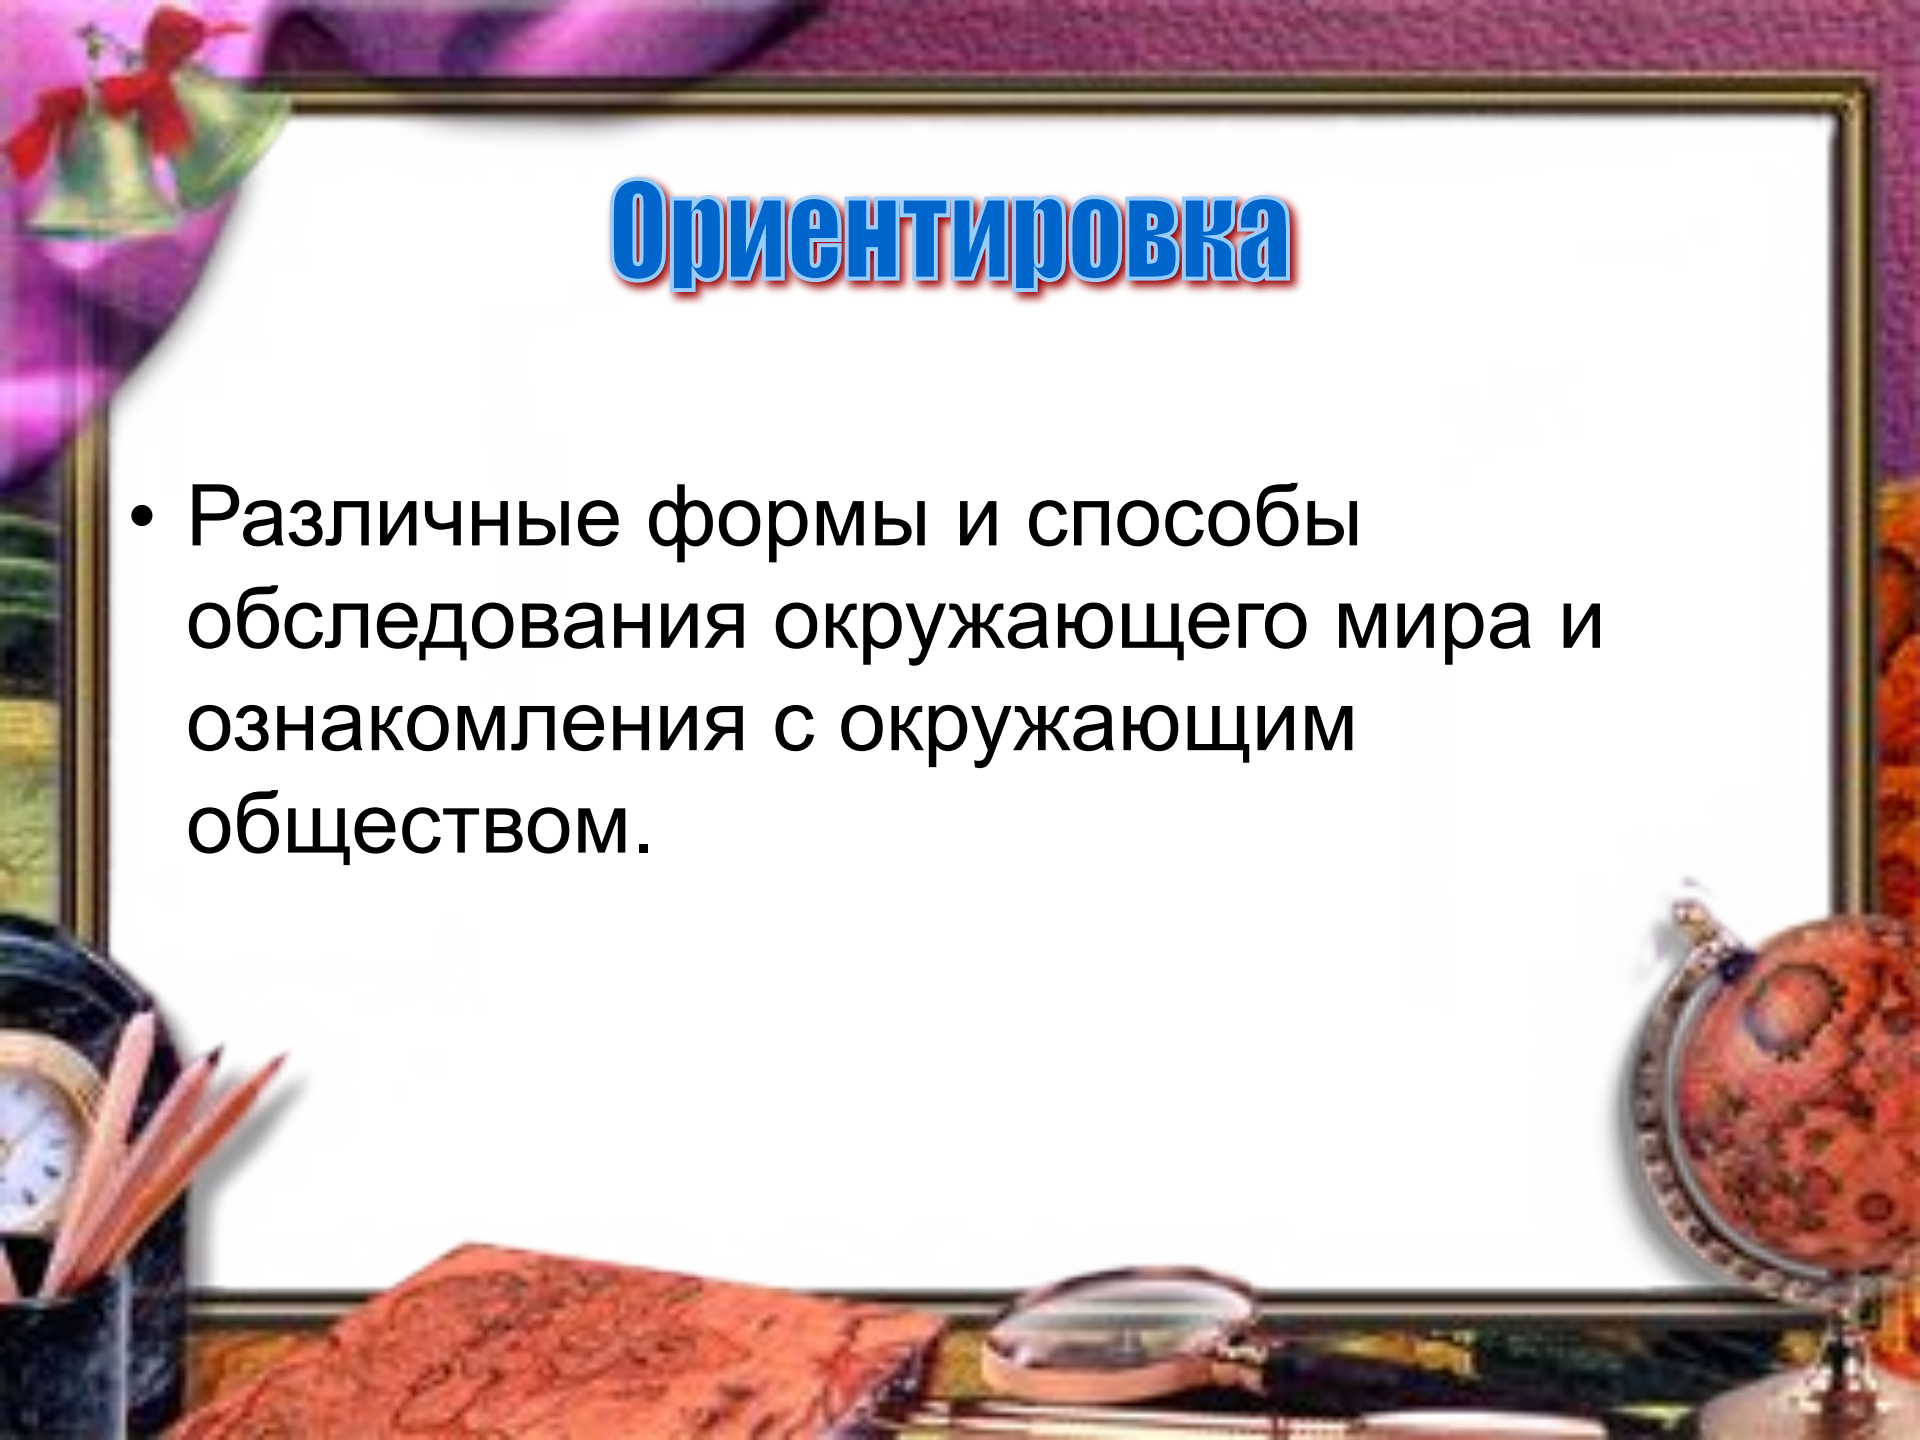 Ориентировка
• Различные формы и способы
обследования окружающего мира и
ознакомления с окружающим
обществом.